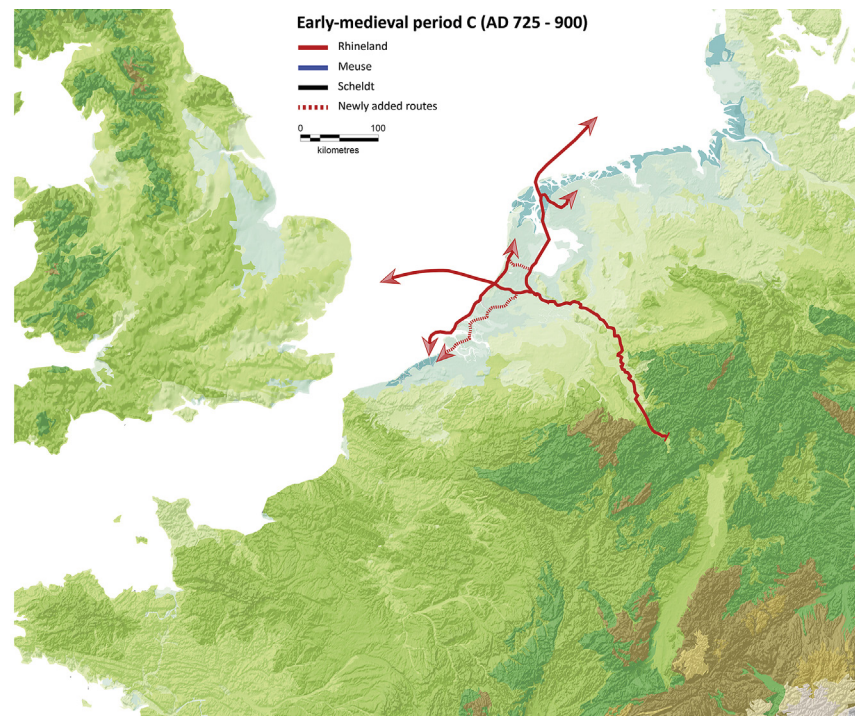 Early-medieval period C (AD 725 - 900)
Rhineland
Meuse
Scheldt
Newly added routes
0 100
kilometres